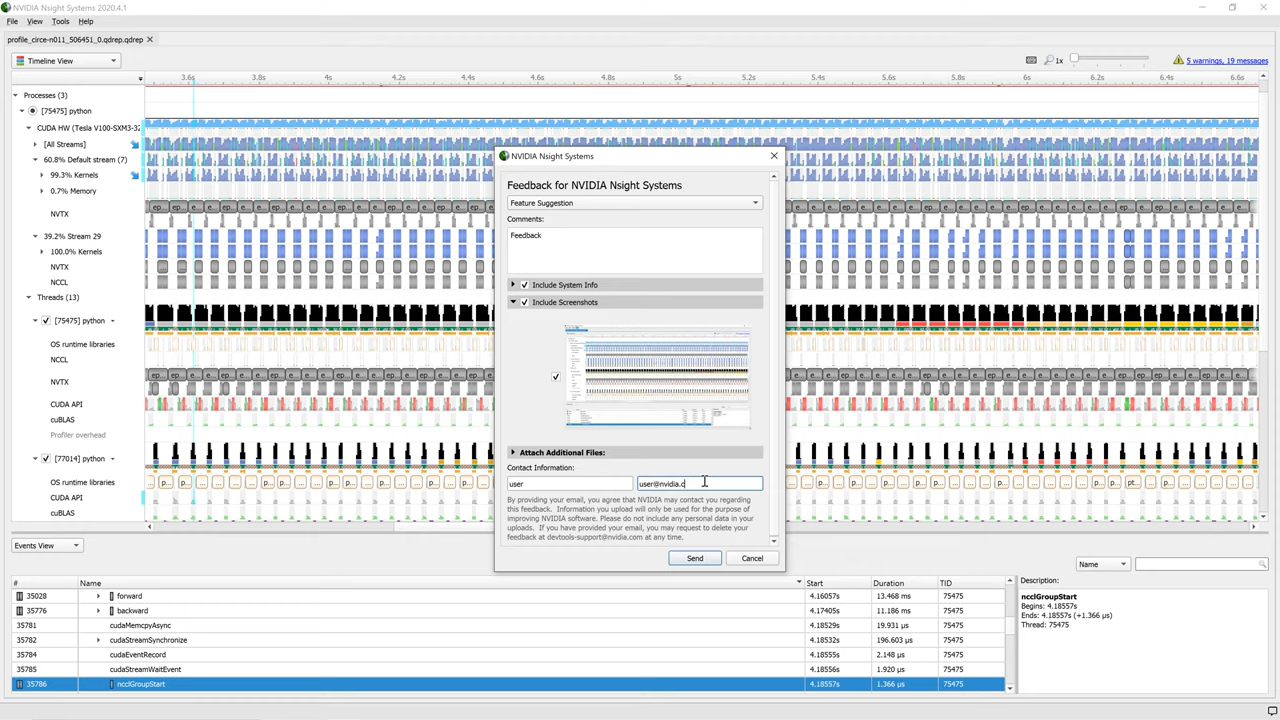 NVIDIA Nsight Systems 2020.4.1
File View Tools Help
profile_circe-n011_506451_0.qdrep.qdrep
Timeline View
1x
5 warnings, 19 messages
3.6s 3.8s 4s 4.2s 4.4s 4.6s 4.8s 5s 5.2s 5.4s 5.6s 5.8s 6s 6.2s 6.4s 6.6s
Processes (3)
[75475] python
CUDA HW (Tesla V100-SXM3-32
[All Streams]
60.8% Default stream (7)
99.3% Kernels
0.7% Memory
NVTX
39.2% Stream 29
100.0% Kernels
NVTX
NCCL
Threads (13)
[75475] python
OS runtime libraries
NCCL
NVTX
CUDA API
cuBLAS
Profiler overhead
[77014] python
OS runtime libraries
CUDA API
cuBLAS
NVIDIA Nsight Systems
Feedback for NVIDIA Nsight Systems
Feature Suggestion
Comments:
Feedback
Include System Info
Include Screenshots
Attach Additional Files:
Contact Information:
user
user@nvidia.c
By providing your email, you agree that NVIDIA may contact you regarding
this feedback. Information you upload will only be used for the purpose of
improving NVIDIA software. Please do not include any personal data in your
uploads. If you have provided your email, you may request to delete your
feedback at devtools-support@nvidia.com at any time.
Send Cancel
Events View
Name
# Name Start Duration TID
35028 forward 4.16057s 13.468 ms 75475
35776 backward 4.17405s 11.186 ms 75475
35781 cudaMemcpyAsync 4.18529s 19.931 μs 75475
35782 cudaStreamSynchronize 4.18532s 196.603 μs 75475
35784 cudaEventRecord 4.18555s 2.148 μs 75475
35785 cudaStreamWaitEvent 4.18556s 1.920 μs 75475
35786 ncclGroupStart 4.18557s 1.366 μs 75475
Description:
ncclGroupStart
Begins: 4.18557s
Ends: 4.18557s (+1.366 μs)
Thread: 75475